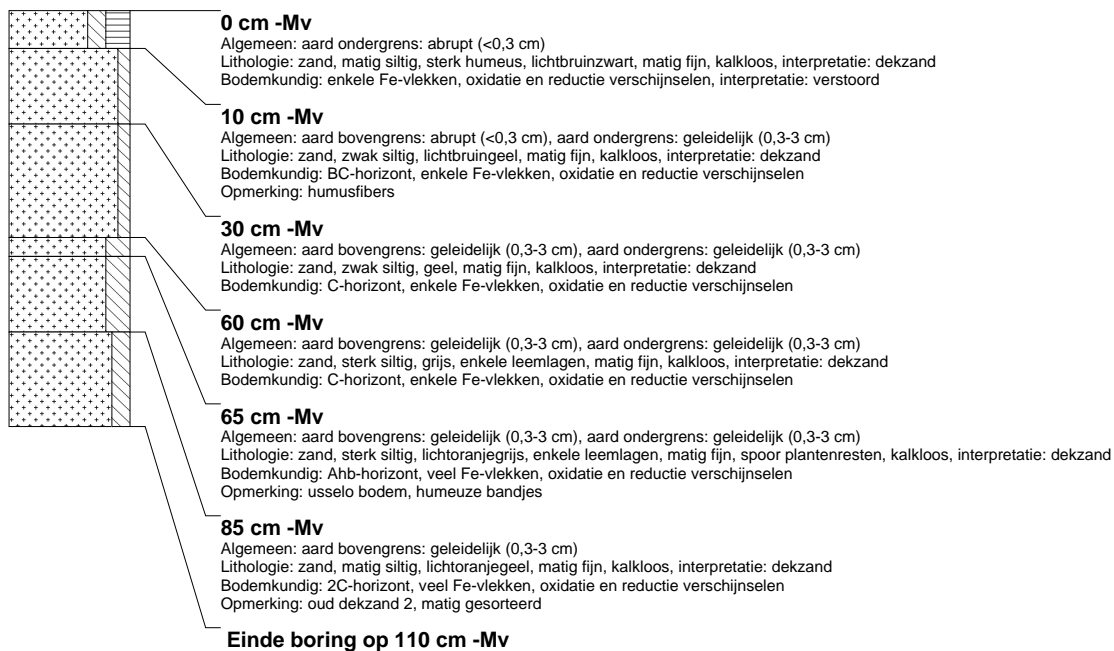 0 cm -Mv
Algemeen: aard ondergrens: abrupt (<0,3 cm)
Lithologie: zand, matig siltig, sterk humeus, lichtbruinzwart, matig fijn, kalkloos, interpretatie: dekzand
Bodemkundig: enkele Fe-vlekken, oxidatie en reductie verschijnselen, interpretatie: verstoord
10 cm -Mv
Algemeen: aard bovengrens: abrupt (<0,3 cm), aard ondergrens: geleidelijk (0,3-3 cm)
Lithologie: zand, zwak siltig, lichtbruingeel, matig fijn, kalkloos, interpretatie: dekzand
Bodemkundig: BC-horizont, enkele Fe-vlekken, oxidatie en reductie verschijnselen
Opmerking: humusfibers
30 cm -Mv
Algemeen: aard bovengrens: geleidelijk (0,3-3 cm), aard ondergrens: geleidelijk (0,3-3 cm)
Lithologie: zand, zwak siltig, geel, matig fijn, kalkloos, interpretatie: dekzand
Bodemkundig: C-horizont, enkele Fe-vlekken, oxidatie en reductie verschijnselen
60 cm -Mv
Algemeen: aard bovengrens: geleidelijk (0,3-3 cm), aard ondergrens: geleidelijk (0,3-3 cm)
Lithologie: zand, sterk siltig, grijs, enkele leemlagen, matig fijn, kalkloos, interpretatie: dekzand
Bodemkundig: C-horizont, enkele Fe-vlekken, oxidatie en reductie verschijnselen
65 cm -Mv
Algemeen: aard bovengrens: geleidelijk (0,3-3 cm), aard ondergrens: geleidelijk (0,3-3 cm)
Lithologie: zand, sterk siltig, lichtoranjegrijs, enkele leemlagen, matig fijn, spoor plantenresten, kalkloos, interpretatie: dekzand
Bodemkundig: Ahb-horizont, veel Fe-vlekken, oxidatie en reductie verschijnselen
Opmerking: usselo bodem, humeuze bandjes
85 cm -Mv
Algemeen: aard bovengrens: geleidelijk (0,3-3 cm)
Lithologie: zand, matig siltig, lichtoranjegeel, matig fijn, kalkloos, interpretatie: dekzand
Bodemkundig: 2C-horizont, veel Fe-vlekken, oxidatie en reductie verschijnselen
Opmerking: oud dekzand 2, matig gesorteerd
Einde boring op 110 cm -Mv